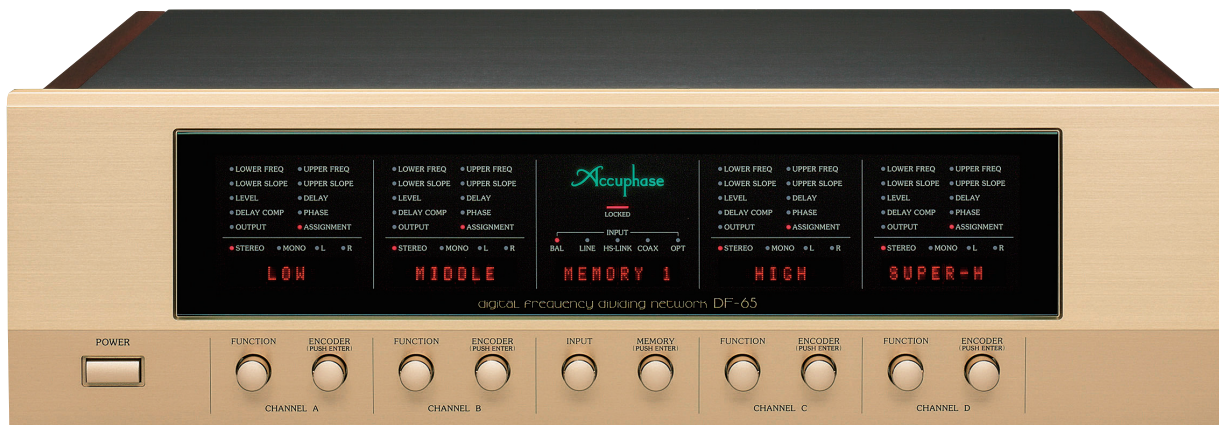 LOWER FREQ UPPER FREQ
LOWER SLOPE UPPER SLOPE
LEVEL DELAY
DELAY COMP PHASE
OUTPUT ASSIGNMENT
STEREO MONO L R
LOW
LOWER FREQ UPPER FREQ
LOWER SLOPE UPPER SLOPE
LEVEL DELAY
DELAY COMP PHASE
OUTPUT ASSIGNMENT
STEREO MONO L R
MIDDLE
Accuphase
LOCKED
INPUT
BAL LINE HS-LINK COAX OPT
MEMORY 1
LOWER FREQ UPPER FREQ
LOWER SLOPE UPPER SLOPE
LEVEL DELAY
DELAY COMP PHASE
OUTPUT ASSIGNMENT
STEREO MONO L R
HIGH
LOWER FREQ UPPER FREQ
LOWER SLOPE UPPER SLOPE
LEVEL DELAY
DELAY COMP PHASE
OUTPUT ASSIGNMENT
STEREO MONO L R
SUPER-H
digital frequency dividing network DF-65
POWER
FUNCTION ENCODER
(PUSH ENTER)
CHANNEL A
FUNCTION ENCODER
(PUSH ENTER)
CHANNEL B
INPUT MEMORY
(PUSH ENTER)
FUNCTION ENCODER
(PUSH ENTER)
CHANNEL C
FUNCTION ENCODER
(PUSH ENTER)
CHANNEL D